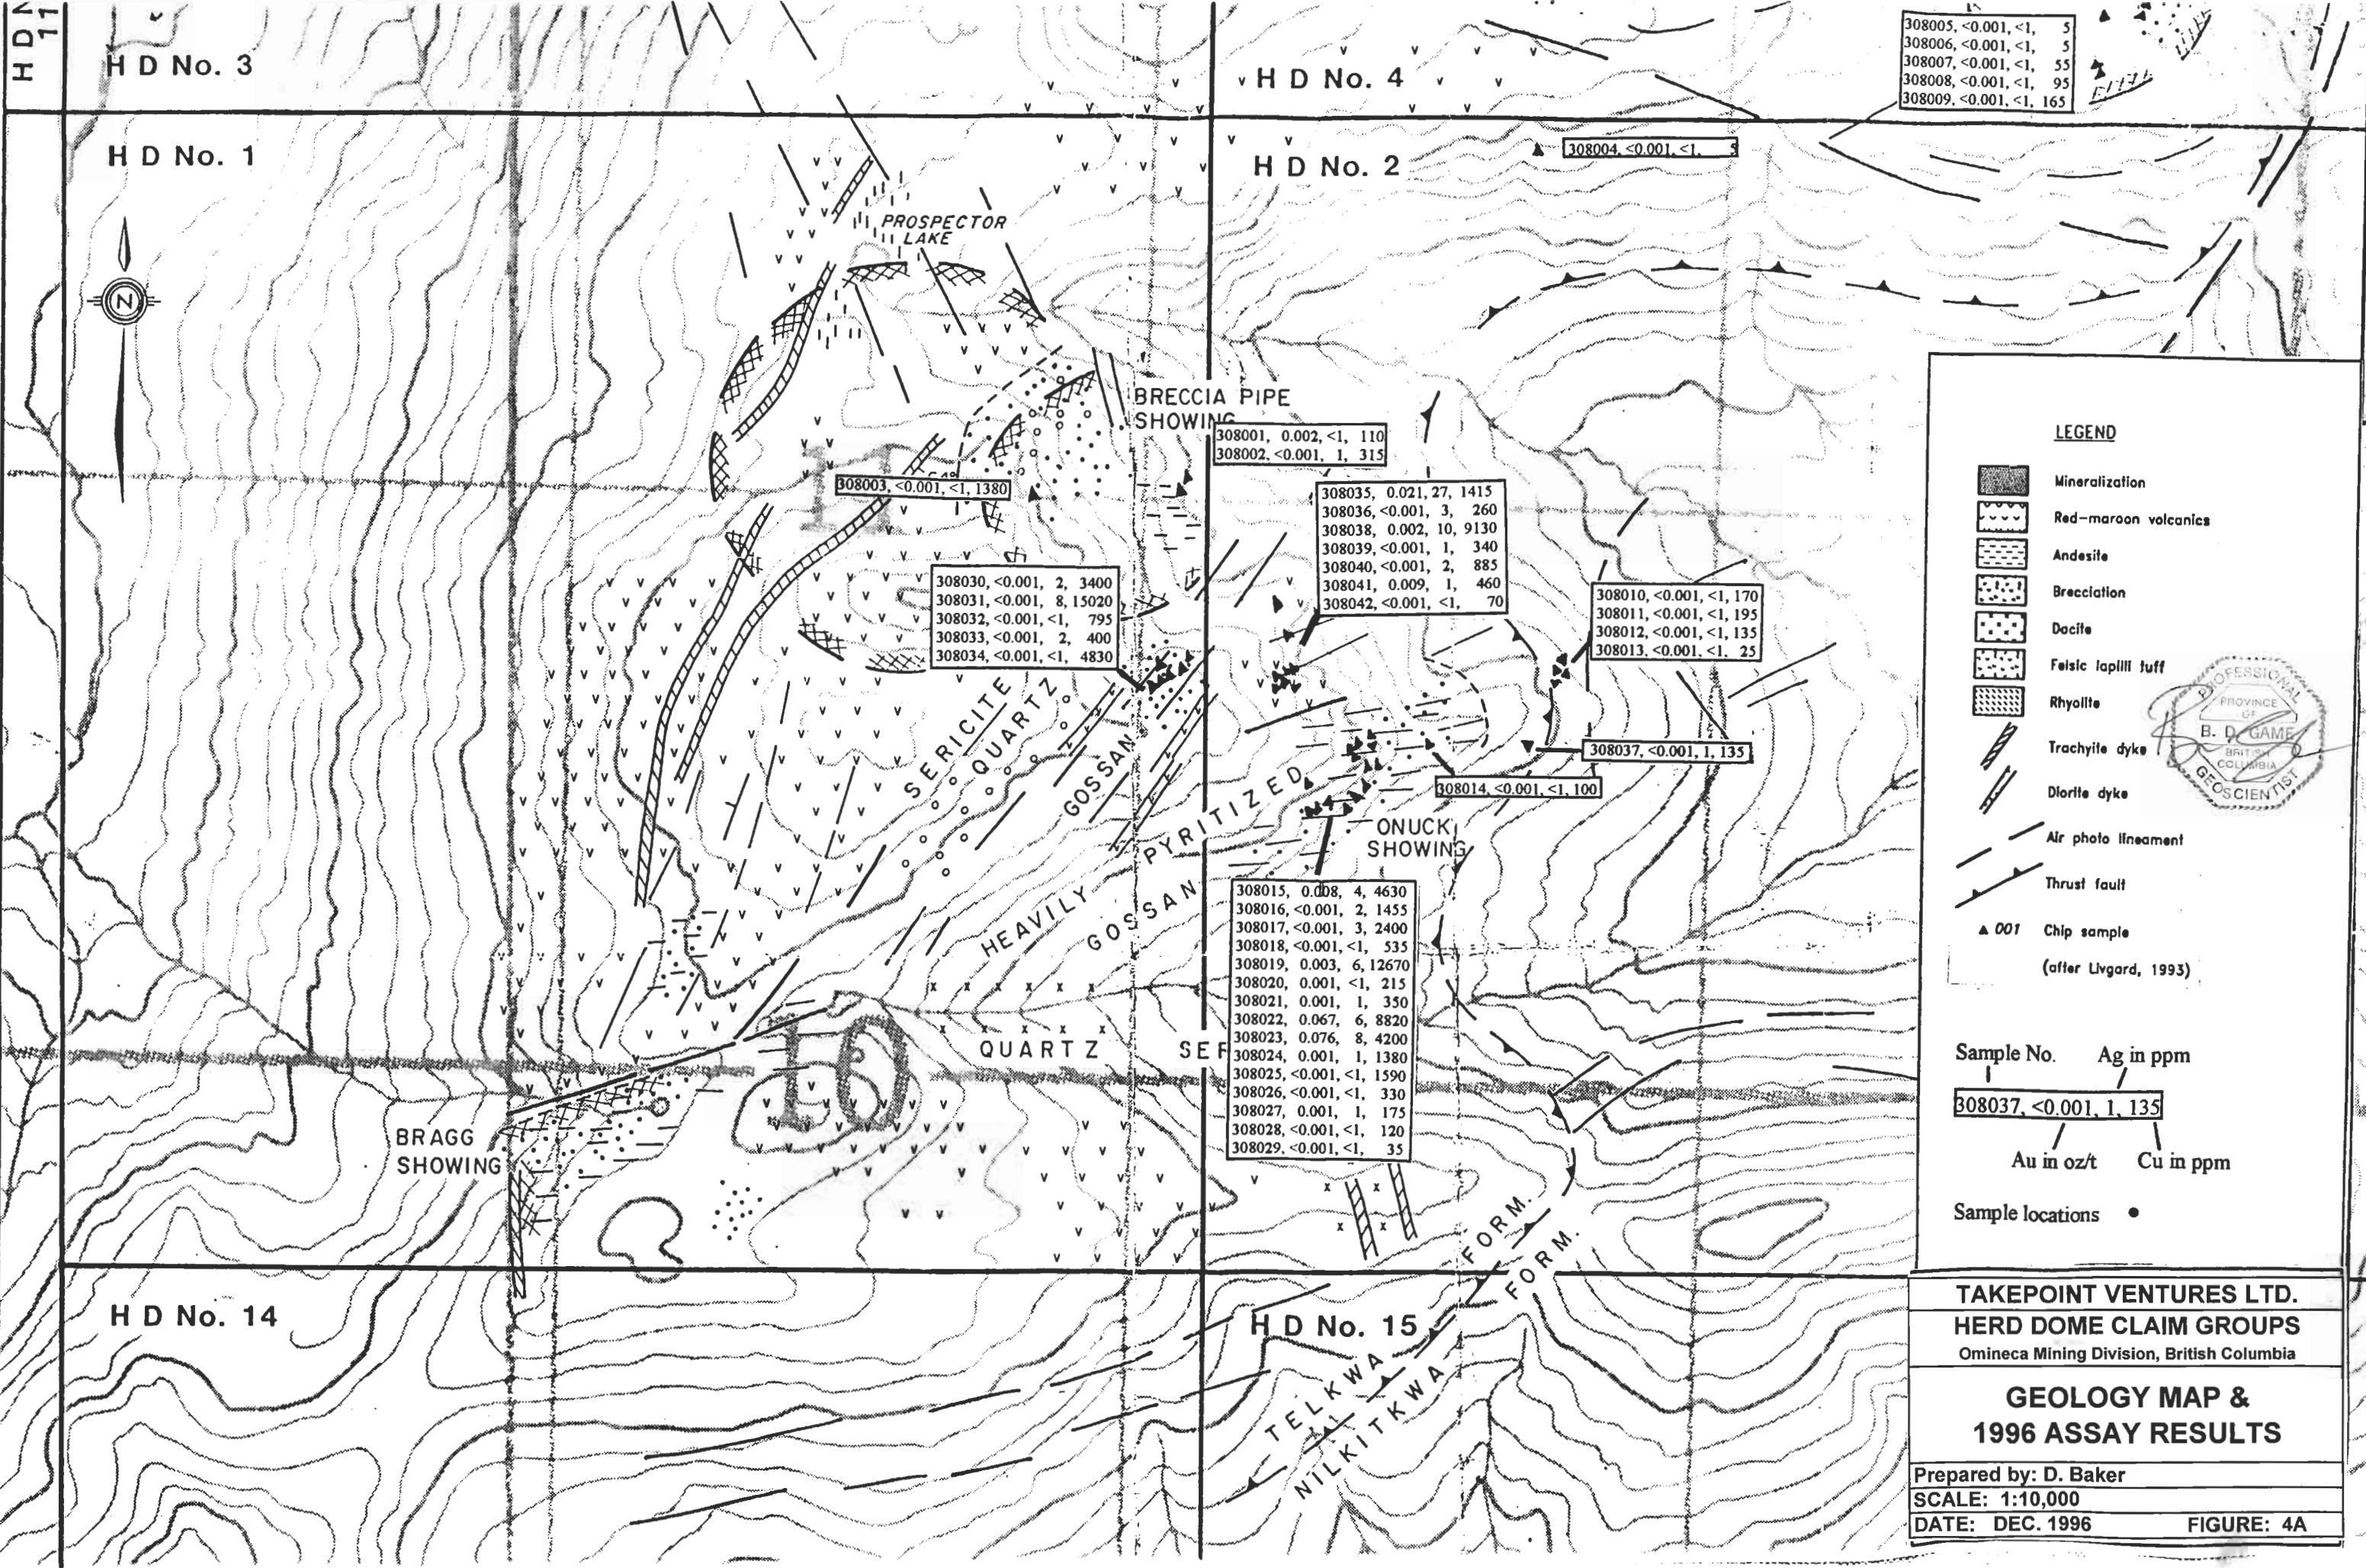 H D No. 3
H D No. 4
308005, <0.001, <1, 5
308006, <0.001, <1, 5
308007, <0.001, <1, 55
308008, <0.001, <1, 95
308009, <0.001, <1, 165
H D No. 1
H D No. 2
308004, <0.001, <1, 5
PROSPECTOR
LAKE
N
BRECCIA PIPE
SHOWING
308001, 0.002, <1, 110
308002, <0.001, 1, 315
308003, <0.001, <1, 1380
308035, 0.021, 27, 1415
308036, <0.001, 3, 260
308038, 0.002, 10, 9130
308039, <0.001, 1, 340
308040, <0.001, 2, 885
308041, 0.009, 1, 460
308042, <0.001, <1, 70
308030, <0.001, 2, 3400
308031, <0.001, 8, 15020
308032, <0.001, <1, 795
308033, <0.001, 2, 400
308034, <0.001, <1, 4830
308010, <0.001, <1, 170
308011, <0.001, <1, 195
308012, <0.001, <1, 135
308013, <0.001, <1, 25
308037, <0.001, 1, 135
308014, <0.001, <1, 100
SERICITE
QUARTZ
GOSSAN
HEAVILY PYRITIZED
GOSSAN
ONUCK
SHOWING
308015, 0.008, 4, 4630
308016, <0.001, 2, 1455
308017, <0.001, 3, 2400
308018, <0.001, <1, 535
308019, 0.003, 6, 12670
308020, 0.001, <1, 215
308021, 0.001, 1, 350
308022, 0.067, 6, 8820
308023, 0.076, 8, 4200
308024, 0.001, 1, 1380
308025, <0.001, <1, 1590
308026, <0.001, <1, 330
308027, 0.001, 1, 175
308028, <0.001, <1, 120
308029, <0.001, <1, 35
QUARTZ
10
BRAGG
SHOWING
H D No. 14
H D No. 15
TELKWA FORM.
NILKITKWA FORM.
LEGEND
Mineralization
Red-maroon volcanics
Andesite
Brecciation
Dacite
Felsic lapilli tuff
Rhyolite
Trachyite dyke
Diorite dyke
Air photo lineament
Thrust fault
001 Chip sample
(after Livgard, 1993)
PROFESSIONAL
PROVINCE
OF
B. D. GAME
BRITISH
COLUMBIA
GEOSCIENTIST
Sample No. Ag in ppm
308037, <0.001, 1, 135
Au in oz/t Cu in ppm
Sample locations
TAKEPOINT VENTURES LTD.
HERD DOME CLAIM GROUPS
Omineca Mining Division, British Columbia
GEOLOGY MAP &
1996 ASSAY RESULTS
Prepared by: D. Baker
SCALE: 1:10,000
DATE: DEC. 1996 FIGURE: 4A